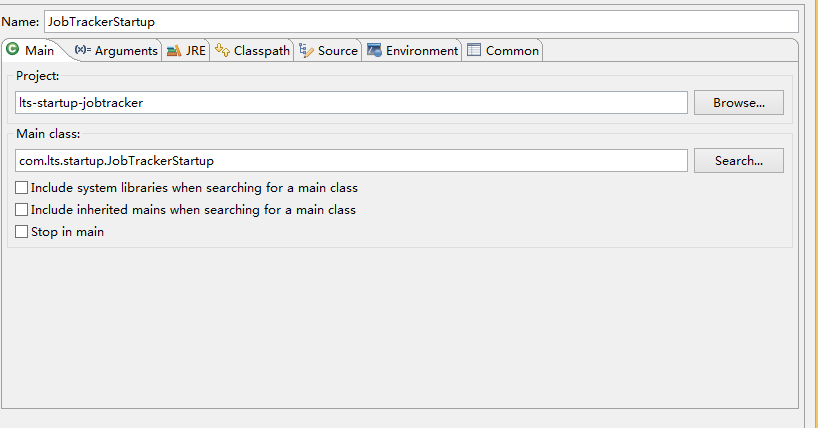 Name: JobTrackerStartup
Main (x)= Arguments JRE Classpath Source Environment Common
Project:
lts-startup-jobtracker Browse...
Main class:
com.lts.startup.JobTrackerStartup Search...
Include system libraries when searching for a main class
Include inherited mains when searching for a main class
Stop in main